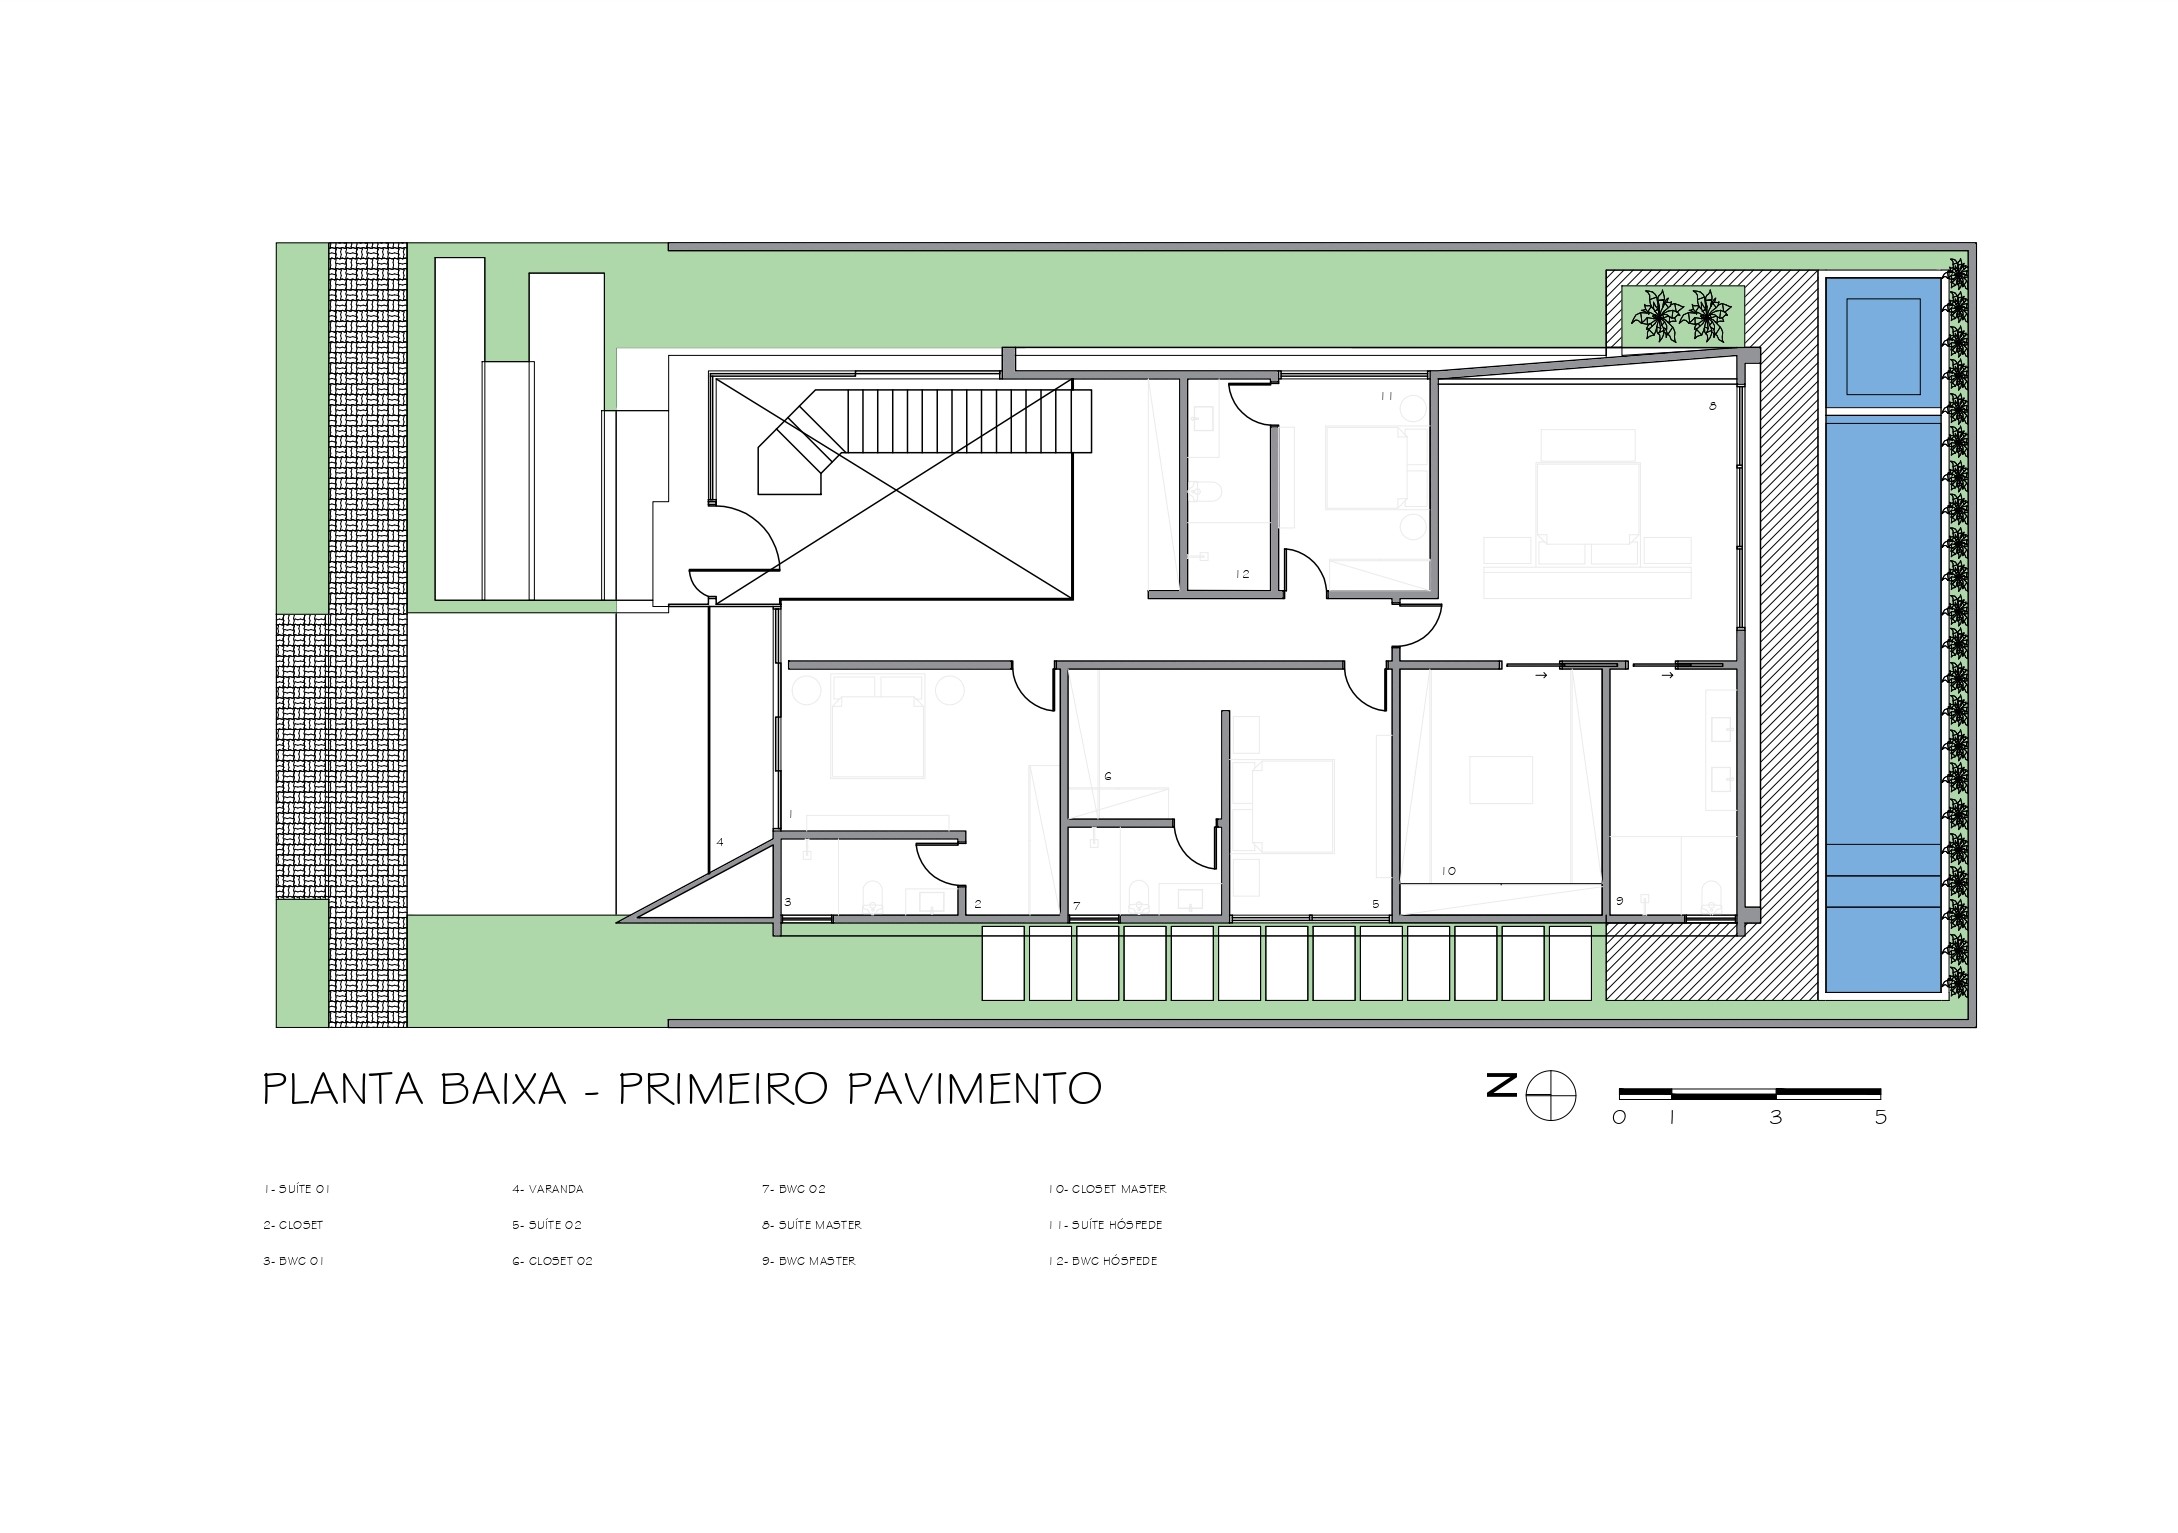 11
8
12
6
1
4
10
3
2
7
5
9
PLANTA BAIXA - PRIMEIRO PAVIMENTO
N
0 1 3 5
1- SUÍTE 01
2- CLOSET
3- BWC 01
4- VARANDA
5- SUÍTE 02
6- CLOSET 02
7- BWC 02
8- SUÍTE MASTER
9- BWC MASTER
10- CLOSET MASTER
11- SUÍTE HÓSPEDE
12- BWC HÓSPEDE